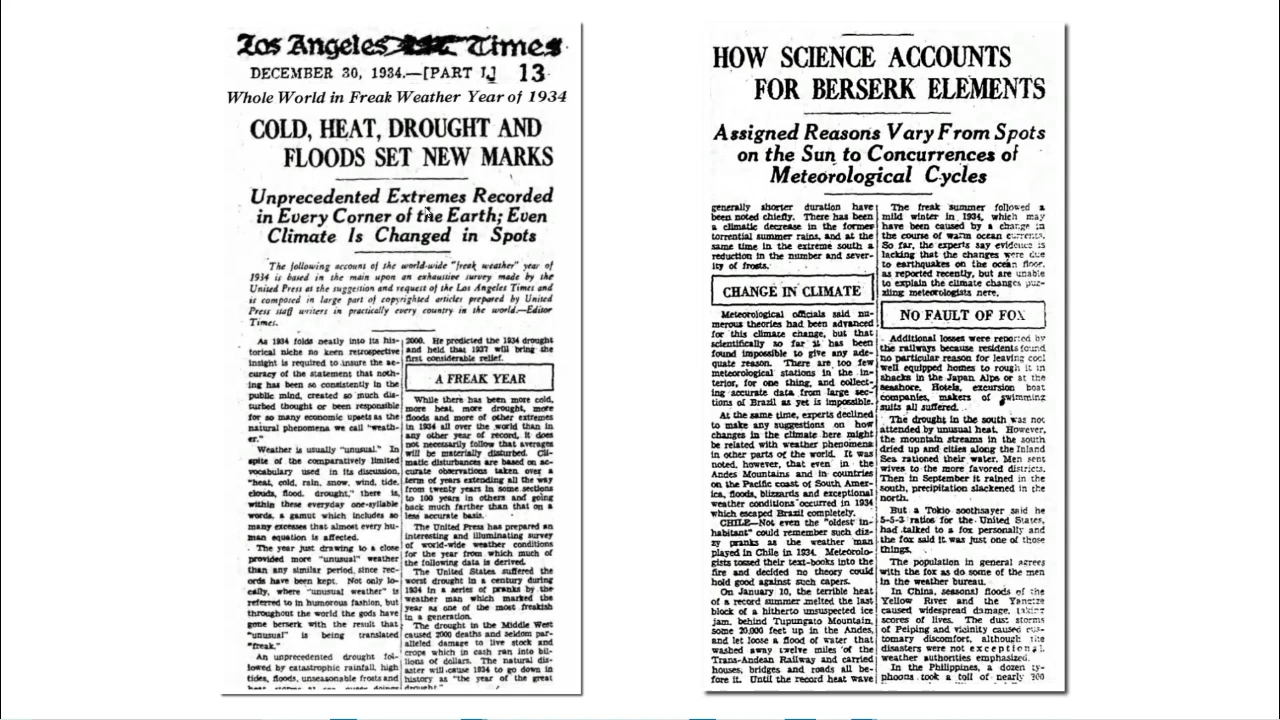 Los Angeles Times
DECEMBER 30, 1934.—[PART I.] 13
Whole World in Freak Weather Year of 1934
COLD, HEAT, DROUGHT AND
FLOODS SET NEW MARKS
Unprecedented Extremes Recorded
in Every Corner of the Earth; Even
Climate Is Changed in Spots
The following account of the world-wide "freak weather" year of
1934 is based in the main upon an exhaustive survey made by the
United Press at the suggestion and request of the Los Angeles Times and
is composed in large part of copyrighted articles prepared by United
Press staff writers in practically every country in the world.—Editor
Times.
As 1934 folds neatly into its his-
torical niche no keen retrospective
insight is required to insure the ac-
curacy of the statement that noth-
ing has been so consistently in the
public mind, created so much dis-
turbed thought or been responsible
for so many economic upsets as the
natural phenomena we call "weath-
er."
Weather is usually "unusual." In
spite of the comparatively limited
vocabulary used in its discussion,
"heat, cold, rain, snow, wind, tide,
clouds, flood, drought," there is,
within these everyday one-syllable
words, a gamut which includes so
many excesses that almost every hu-
man equation is affected.
The year just drawing to a close
provided more "unusual" weather
than any similar period since rec-
ords have been kept. Not only lo-
cally, where "unusual weather" is
referred to in humorous fashion, but
throughout the world the gods have
gone berserk with the result that
"unusual" is being translated
"freak."
An unprecedented drought fol-
lowed by catastrophic rainfall, high
tides, floods, unseasonable frosts and
2000. He predicted the 1934 drought
and held that 1937 will bring the
first considerable relief.
A FREAK YEAR
While there has been more cold,
more heat, more drought, more
floods and more of other extremes
in 1934 all over the world than in
any other year of record, it does
not necessarily follow that averages
will be materially disturbed. Cli-
matic disturbances are based on ac-
curate observations taken over a
term of years extending all the way
from twenty years in some sections
to 100 years in others and going
back much farther than that on a
less accurate basis.
The United Press has prepared an
interesting and illuminating survey
of world-wide weather conditions
for the year from which much of
the following data is derived.
The United States suffered the
worst drought in a century during
1934 in a series of pranks by the
weather man which marked the
year as one of the most freakish
in a generation.
The drought in the Middle West
caused 2000 deaths and seldom par-
alleled damage to live stock and
crops which in cash ran into bil-
lions of dollars. The natural dis-
aster will cause 1934 to go down in
history as "the year of the great
drought."
HOW SCIENCE ACCOUNTS
FOR BERSERK ELEMENTS
Assigned Reasons Vary From Spots
on the Sun to Concurrences of
Meteorological Cycles
generally shorter duration have
been noted chiefly. There has been
a climatic decrease in the former
torrential summer rains, and at the
same time in the extreme south a
reduction in the number and sever-
ity of frosts.
CHANGE IN CLIMATE
Meteorological officials said nu-
merous theories had been advanced
for this climate change, but that
scientifically so far it has been
found impossible to give any ade-
quate reason. There are too few
meteorological stations in the in-
terior, for one thing, and collect-
ing accurate data from large sec-
tions of Brazil as yet is impossible.
At the same time, experts declined
to make any suggestions on how
changes in the climate here might
be related with weather phenomena
in other parts of the world. It was
noted, however, that even in the
Andes Mountains and in countries
on the Pacific coast of South Amer-
ica, floods, blizzards and exceptional
weather conditions occurred in 1934
which escaped Brazil completely.
CHILE—Not even the "oldest in-
habitant" could remember such diz-
zy pranks as the weather man
played in Chile in 1934. Meteorolo-
gists tossed their text-books into the
fire and decided no theory could
hold good against such capers.
On January 10, the terrible heat
of a record summer melted the last
block of a hitherto unsuspected ice
jam, behind Tupungato Mountain,
some 20,000 feet up in the Andes,
and let loose a flood of water that
washed away twelve miles of the
Trans-Andean Railway and carried
houses, bridges and roads all be-
fore it. Until the record heat wave
The freak summer followed a
mild winter in 1934, which may
have been caused by a change in
the course of warm ocean currents.
So far, the experts say evidence is
lacking that the changes were due
to earthquakes on the ocean floor,
as reported recently, but are unable
to explain the climate changes puz-
zling meteorologists here.
NO FAULT OF FOX
Additional losses were reported by
the railways because residents found
no particular reason for leaving cool
well equipped homes to rough it in
shacks in the Japan Alps or at the
seashore. Hotels, excursion boat
companies, makers of swimming
suits all suffered.
The drought in the south was not
attended by unusual heat. However,
the mountain streams in the south
dried up and cities along the Inland
Sea rationed their water. Men sent
wives to the more favored districts.
Then in September it rained in the
south, precipitation slackened in the
north.
But a Tokio soothsayer said he
5-5-3 ratios for the United States,
had talked to a fox personally and
the fox said it was just one of those
things.
The population in general agrees
with the fox as do some of the men
in the weather bureau.
In China, seasonal floods of the
Yellow River and the Yangtze
caused widespread damage, taking
scores of lives. The dust storms
of Peiping and vicinity caused cus-
tomary discomfort, although the
disasters were not exceptional,
weather authorities emphasized.
In the Philippines, a dozen ty-
phoons took a toll of nearly 300